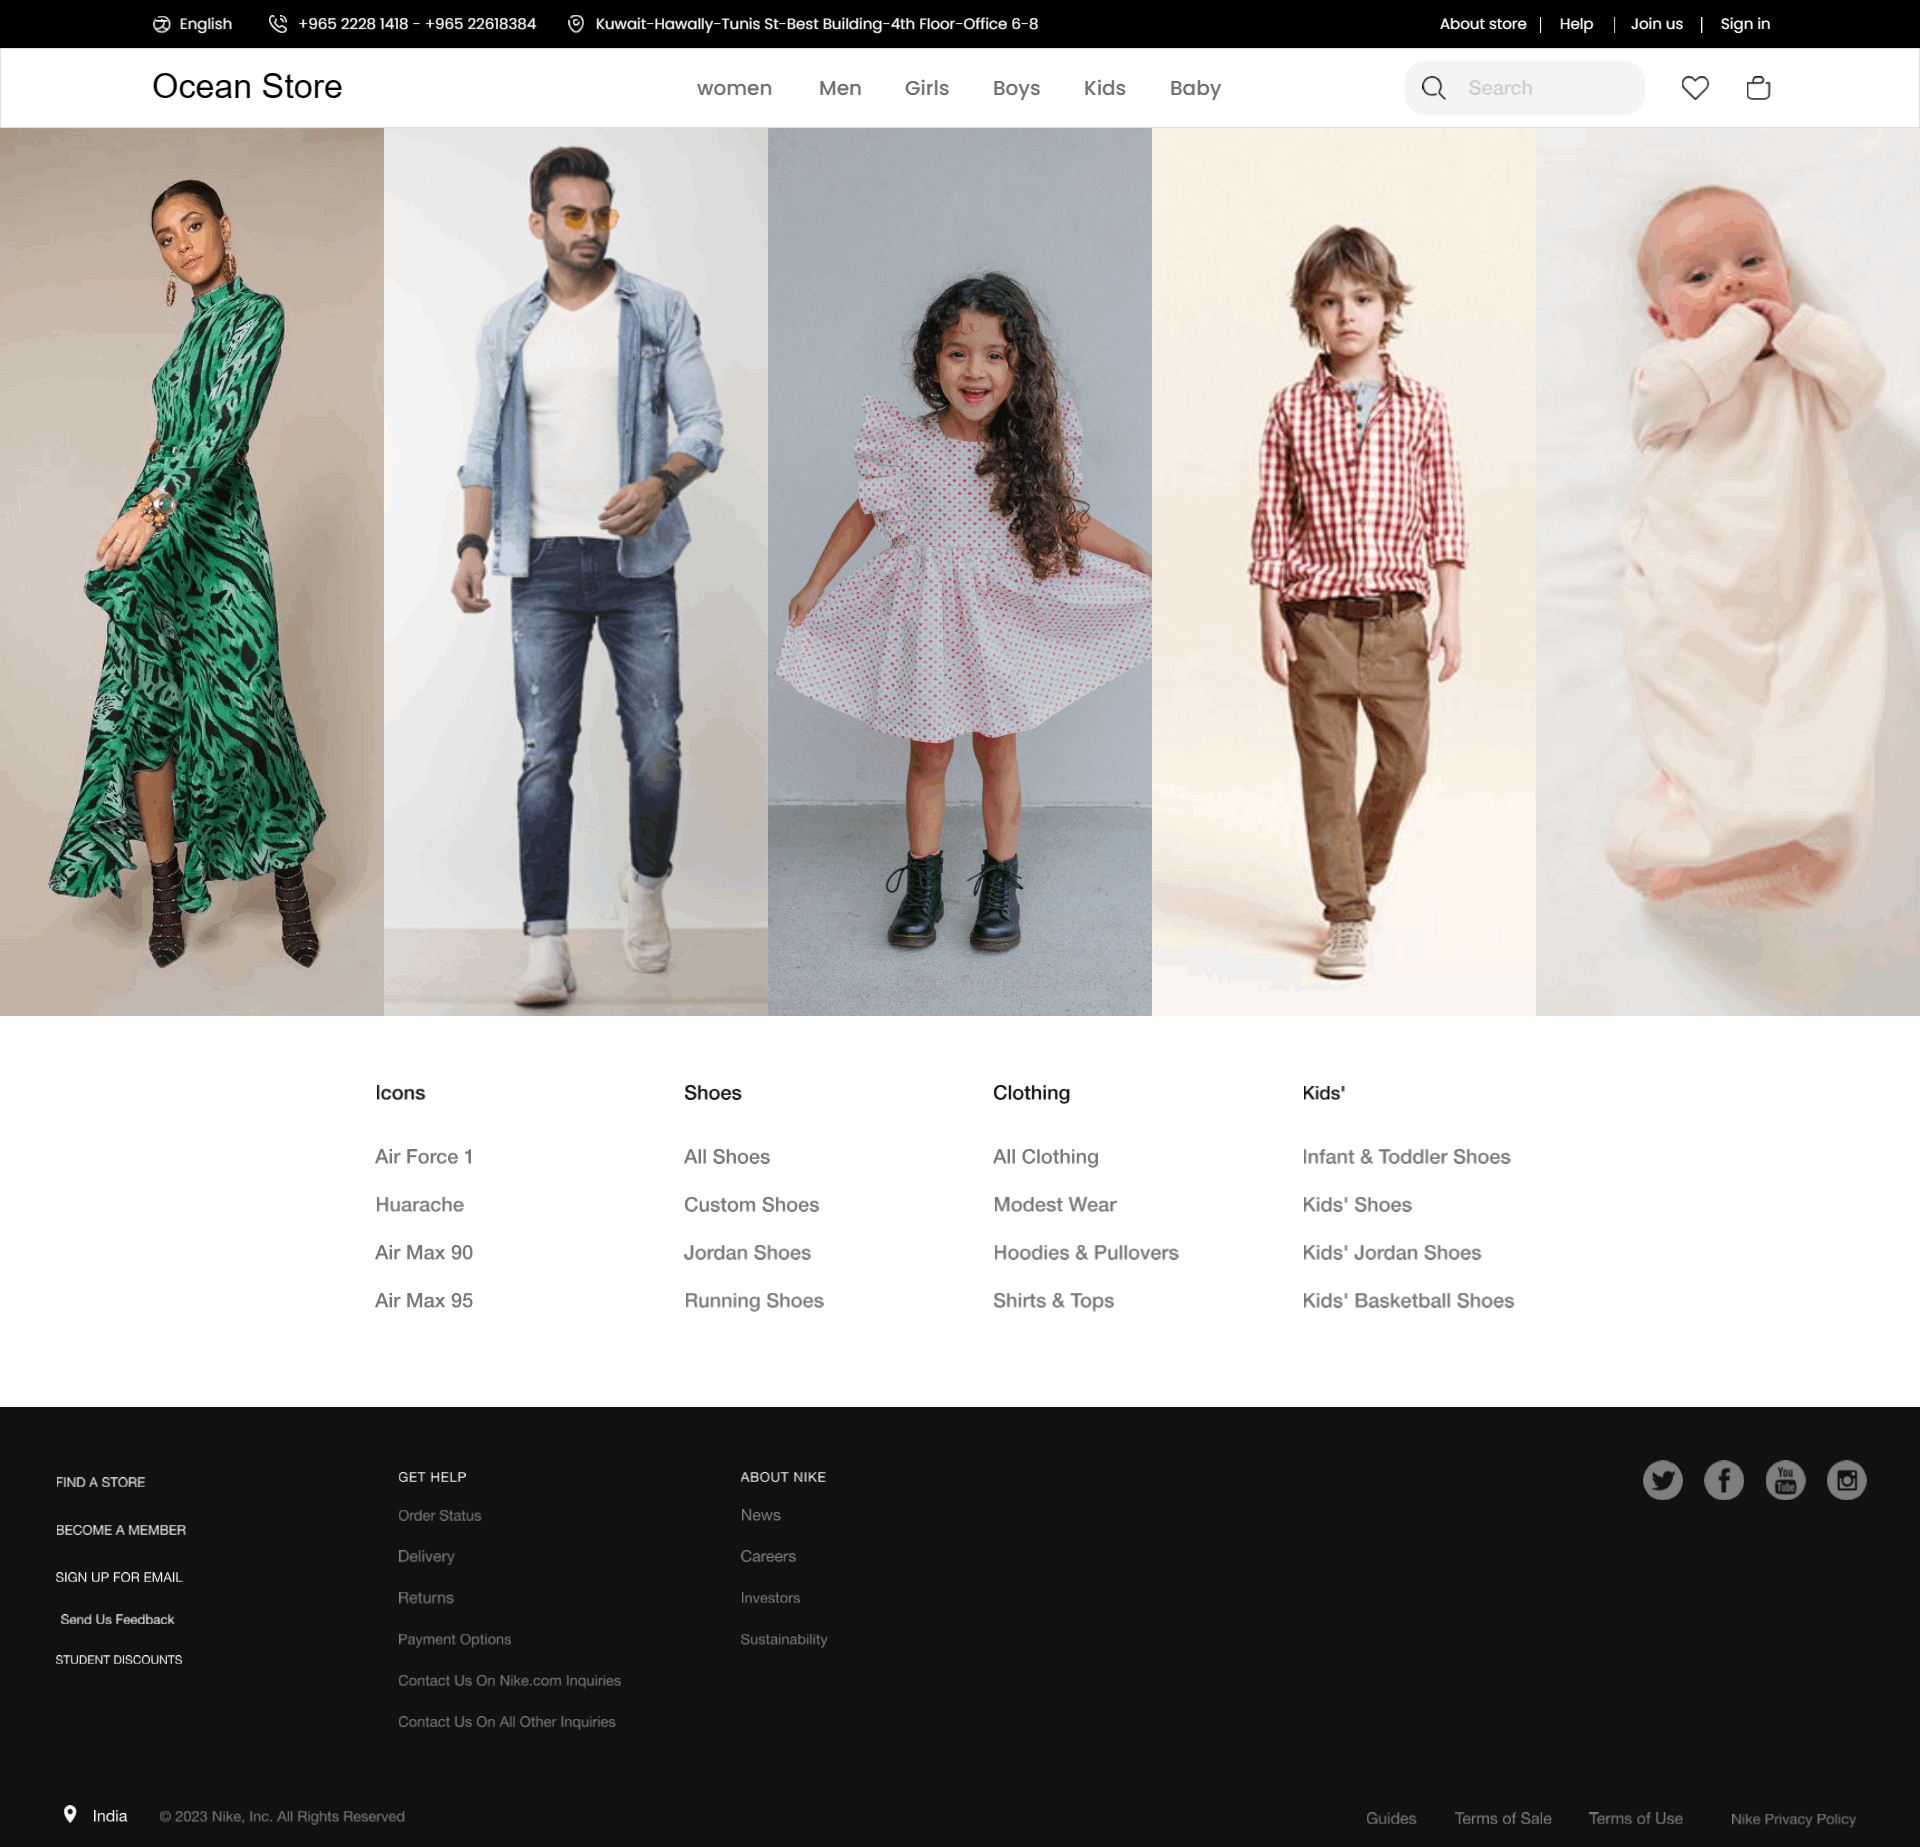 English +965 2228 1418 - +965 22618384 Kuwait-Hawally-Tunis St-Best Building-4th Floor-Office 6-8 About store | Help | Join us | Sign in
Ocean Store women Men Girls Boys Kids Baby Search
Icons Shoes Clothing Kids'
Air Force 1 All Shoes All Clothing Infant & Toddler Shoes
Huarache Custom Shoes Modest Wear Kids' Shoes
Air Max 90 Jordan Shoes Hoodies & Pullovers Kids' Jordan Shoes
Air Max 95 Running Shoes Shirts & Tops Kids' Basketball Shoes
FIND A STORE
BECOME A MEMBER
SIGN UP FOR EMAIL
Send Us Feedback
STUDENT DISCOUNTS
GET HELP
Order Status
Delivery
Returns
Payment Options
Contact Us On Nike.com Inquiries
Contact Us On All Other Inquiries
ABOUT NIKE
News
Careers
Investors
Sustainability
You
Tube
India © 2023 Nike, Inc. All Rights Reserved Guides Terms of Sale Terms of Use Nike Privacy Policy